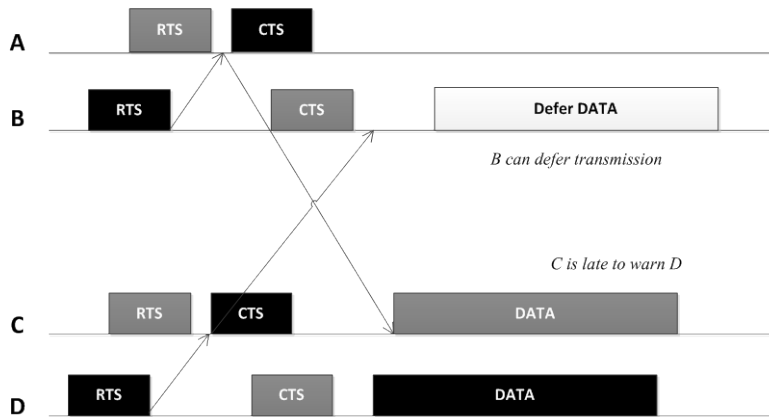 A RTS CTS
B RTS CTS Defer DATA
B can defer transmission
C is late to warn D
C RTS CTS DATA
D RTS CTS DATA